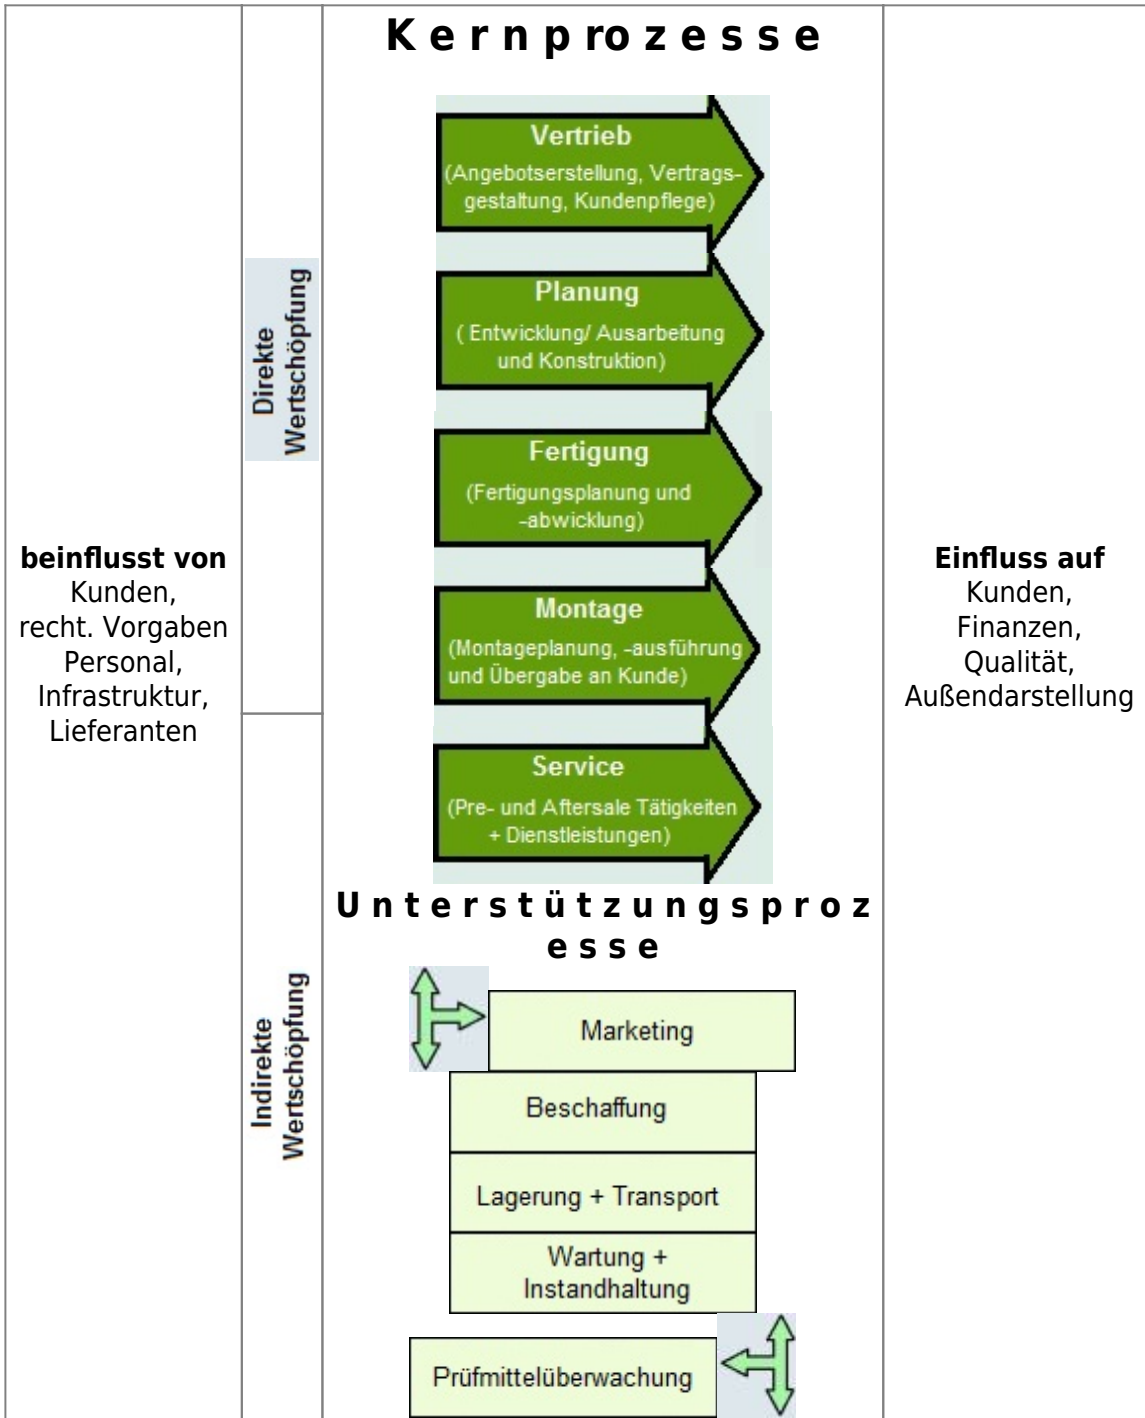 Kernprozesse
Vertrieb
(Angebotserstellung, Vertrags-
gestaltung, Kundenpflege)
Planung
( Entwicklung/ Ausarbeitung
und Konstruktion)
Fertigung
(Fertigungsplanung und
-abwicklung)
Montage
(Montageplanung, -ausführung
und Übergabe an Kunde)
Service
(Pre- und Aftersale Tätigkeiten
+ Dienstleistungen)
Direkte
Wertschöpfung
beinflusst von
Kunden,
recht. Vorgaben
Personal,
Infrastruktur,
Lieferanten
Einfluss auf
Kunden,
Finanzen,
Qualität,
Außendarstellung
Unterstützungsproz
esse
Indirekte
Wertschöpfung
Marketing
Beschaffung
Lagerung + Transport
Wartung +
Instandhaltung
Prüfmittelüberwachung